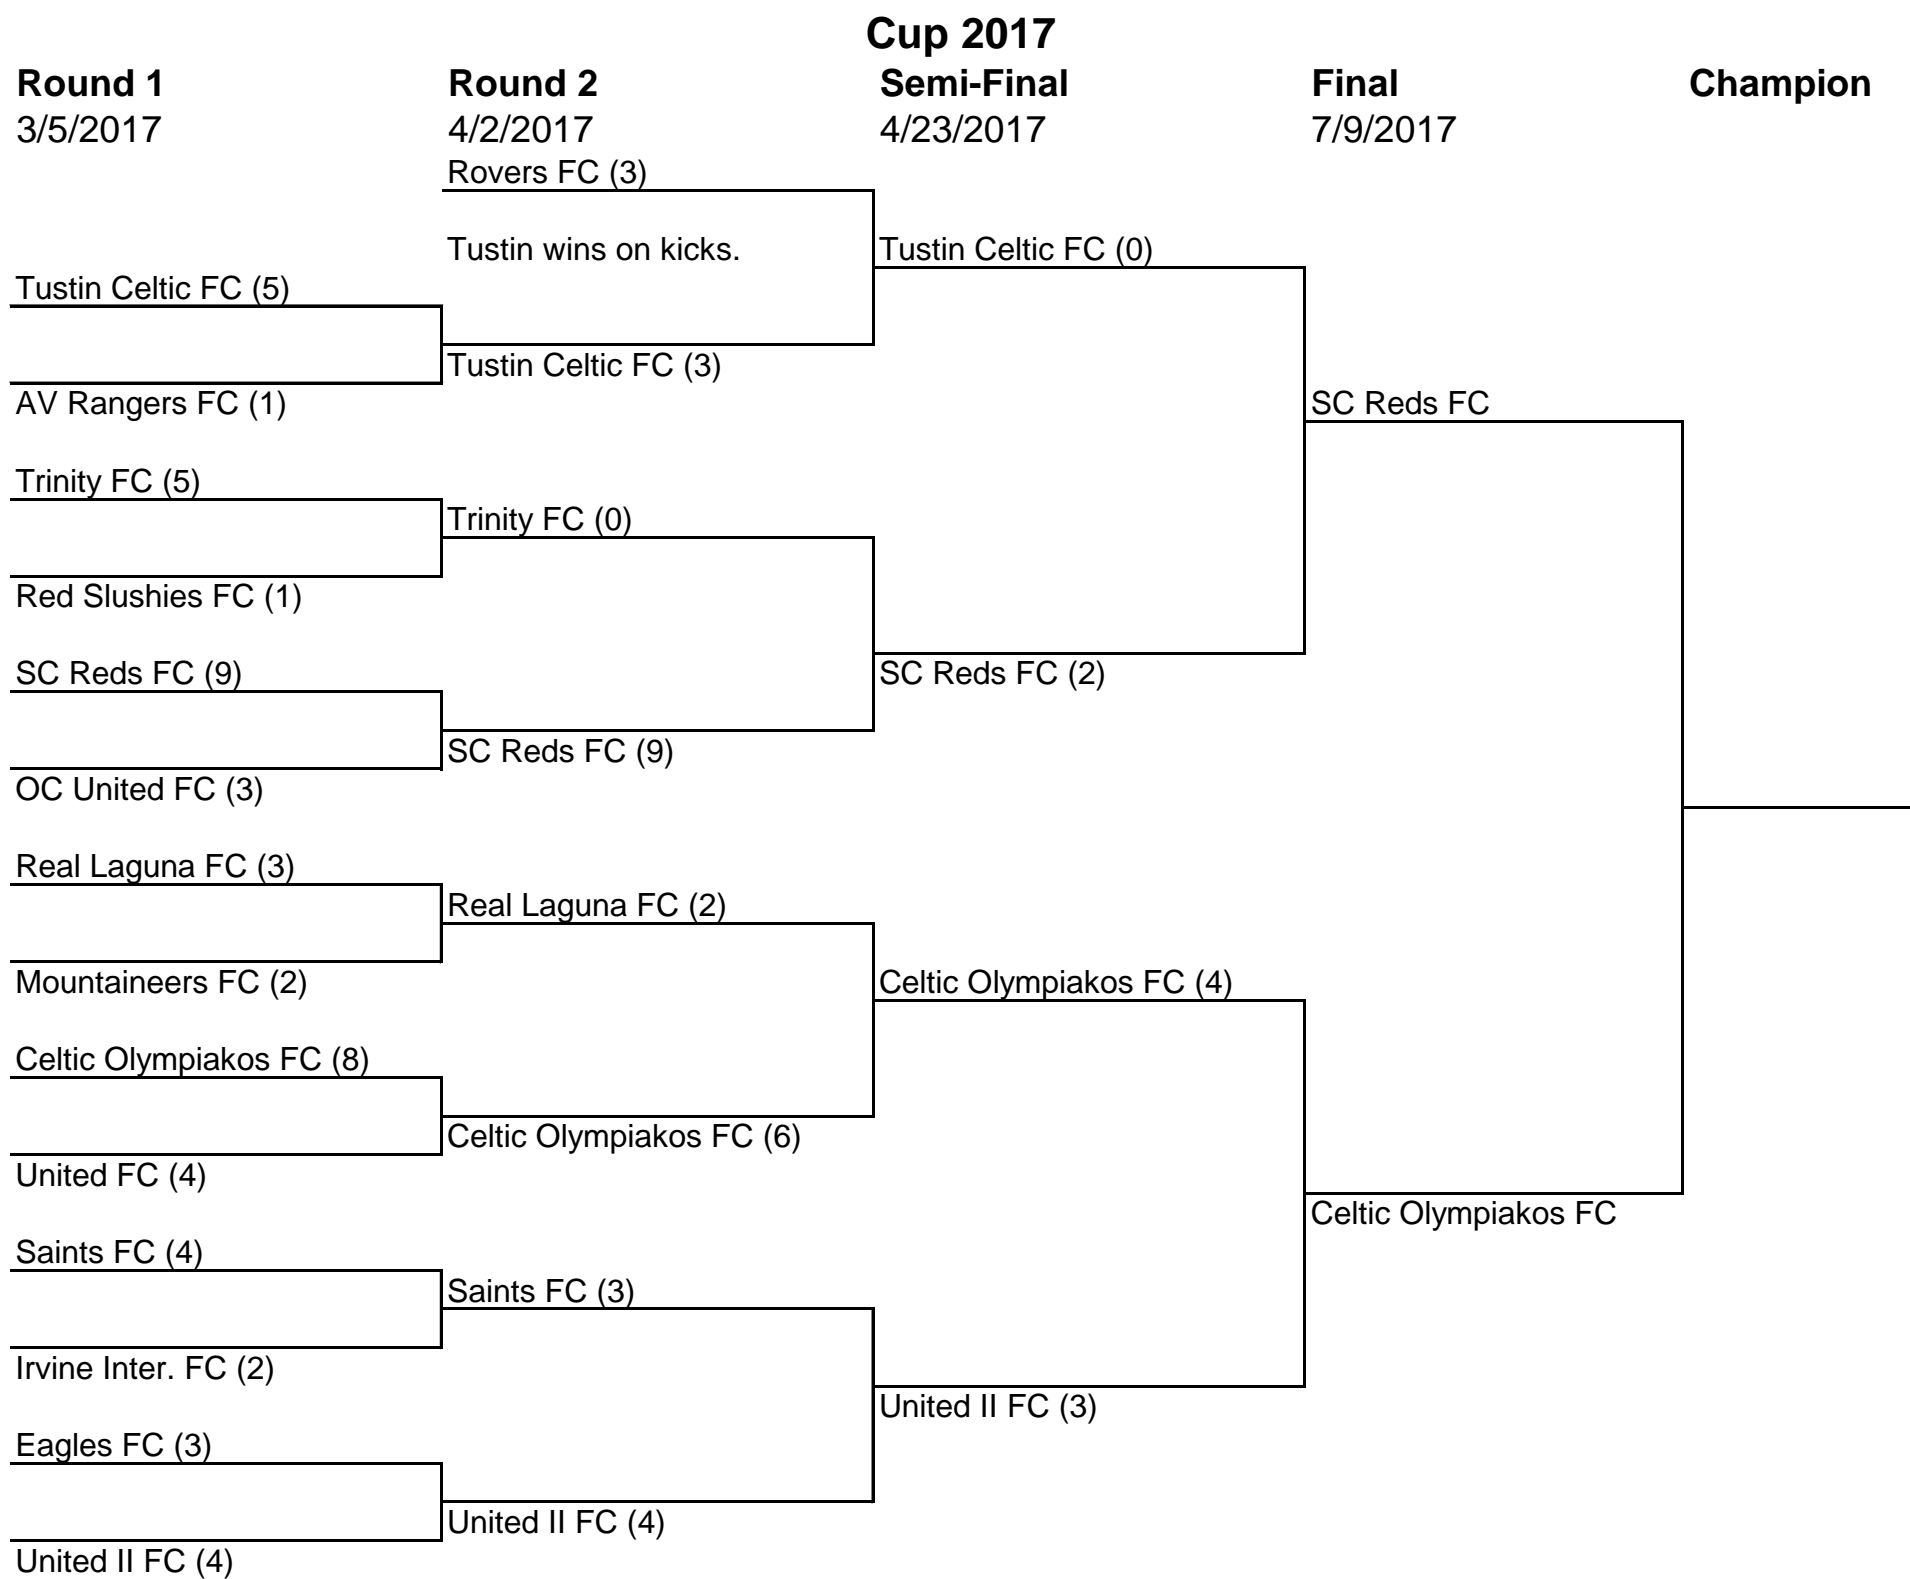 Cup 2017
Round 1
Round 2
Semi-Final
Final
Champion
3/5/2017
4/2/2017
4/23/2017
7/9/2017
Rovers FC (3)
Tustin wins on kicks.
Tustin Celtic FC (0)
Tustin Celtic FC (5)
Tustin Celtic FC (3)
AV Rangers FC (1)
SC Reds FC
Trinity FC (5)
Trinity FC (0)
Red Slushies FC (1)
SC Reds FC (9)
SC Reds FC (2)
SC Reds FC (9)
OC United FC (3)
Real Laguna FC (3)
Real Laguna FC (2)
Mountaineers FC (2)
Celtic Olympiakos FC (4)
Celtic Olympiakos FC (8)
Celtic Olympiakos FC (6)
United FC (4)
Celtic Olympiakos FC
Saints FC (4)
Saints FC (3)
Irvine Inter. FC (2)
United II FC (3)
Eagles FC (3)
United II FC (4)
United II FC (4)